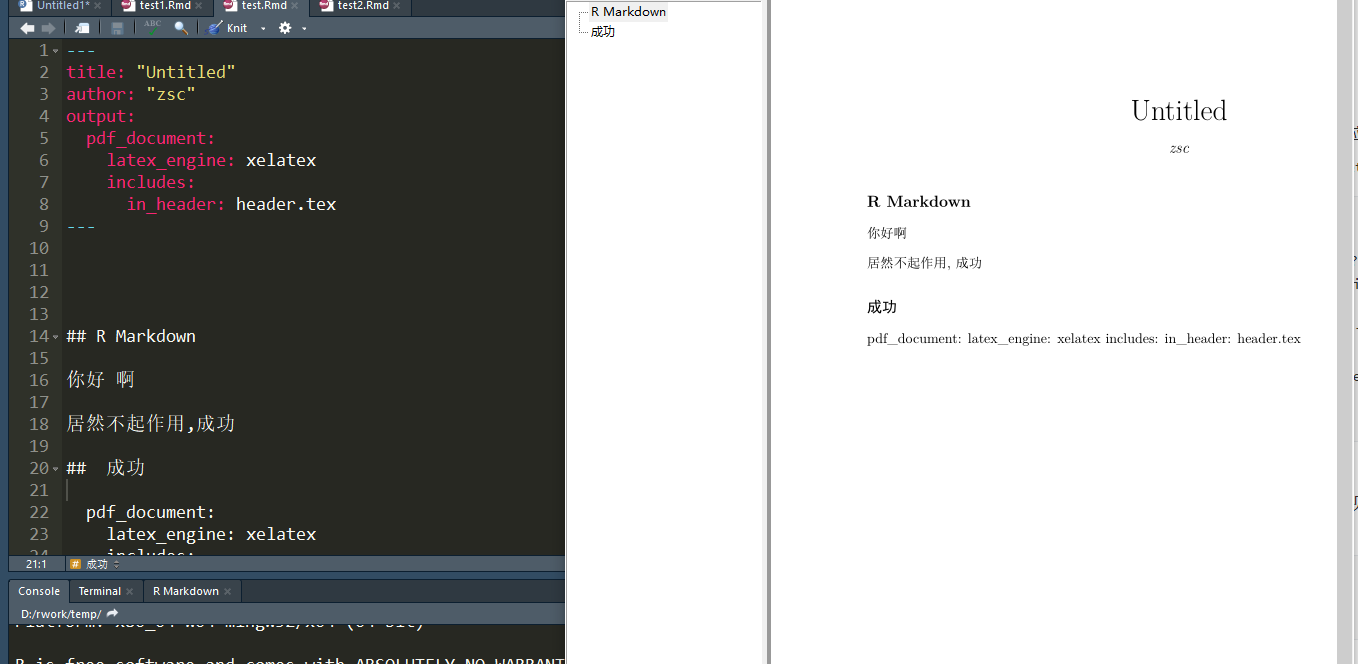 Untitled1* × test1.Rmd × test.Rmd × test2.Rmd ×
ABC Knit
1 ---
2 title: "Untitled"
3 author: "zsc"
4 output:
5 pdf_document:
6 latex_engine: xelatex
7 includes:
8 in_header: header.tex
9 ---
10
11
12
13
14 ## R Markdown
15
16 你好 啊
17
18 居然不起作用,成功
19
20 ## 成功
21
22 pdf_document:
23 latex_engine: xelatex
24 includes:
21:1 # 成功
Console Terminal × R Markdown ×
D:/rwork/temp/
R is free software and comes with ABSOLUTELY NO WARRANT
R Markdown
成功
Untitled
zsc
R Markdown
你好啊
居然不起作用, 成功
成功
pdf_document: latex_engine: xelatex includes: in_header: header.tex